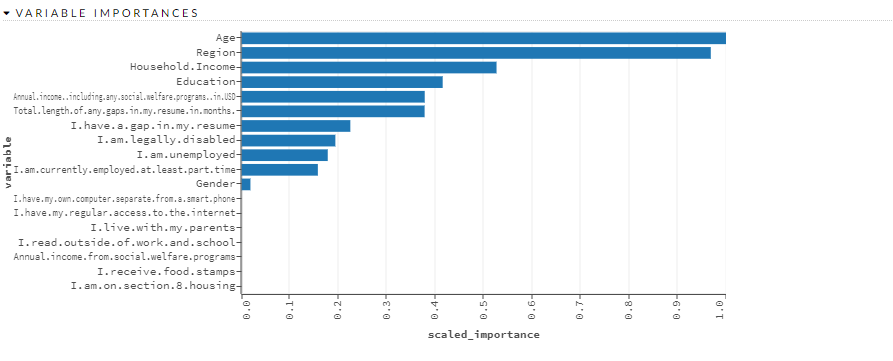 VARIABLE IMPORTANCES
Age
Region
Household.Income
Education
Annual.income..including.any.social.welfare.programs..in.USD
Total.length.of.any.gaps.in.my.resume.in.months.
I.have.a.gap.in.my.resume
I.am.legally.disabled
I.am.unemployed
I.am.currently.employed.at.least.part.time
Gender
I.have.my.own.computer.separate.from.a.smart.phone
I.have.my.regular.access.to.the.internet
I.live.with.my.parents
I.read.outside.of.work.and.school
Annual.income.from.social.welfare.programs
I.receive.food.stamps
I.am.on.section.8.housing
variable
0.0 0.1 0.2 0.3 0.4 0.5 0.6 0.7 0.8 0.9 1.0
scaled_importance